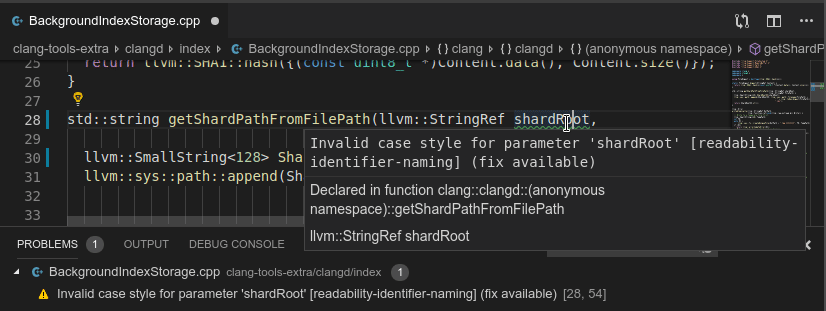 BackgroundIndexStorage.cpp
clang-tools-extra › clangd › index › BackgroundIndexStorage.cpp › {} clang › {} clangd › {} (anonymous namespace) › getShardP
25 return llvm::SHA1::hash({(const uint8_t *)Content.data(), Content.size()});
26 }
27
28 std::string getShardPathFromFilePath(llvm::StringRef shardRoot,
Invalid case style for parameter 'shardRoot' [readability-
30 llvm::SmallString<128> Sha
identifier-naming] (fix available)
31 llvm::sys::path::append(Sh
Declared in function clang::clangd::(anonymous
32
namespace)::getShardPathFromFilePath
33
llvm::StringRef shardRoot
PROBLEMS 1 OUTPUT DEBUG CONSOLE
BackgroundIndexStorage.cpp clang-tools-extra/clangd/index 1
Invalid case style for parameter 'shardRoot' [readability-identifier-naming] (fix available) [28, 54]